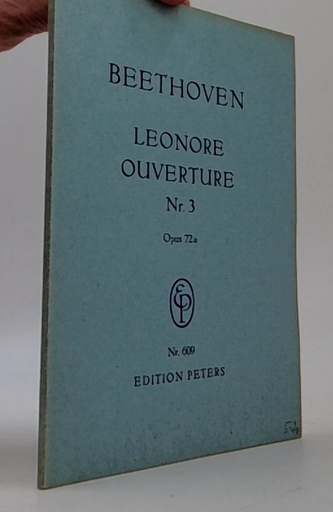 BEETHOVEN
LEONORE
OUVERTURE
Nr. 3
Opus 72a
EP
Nr. 609
EDITION PETERS